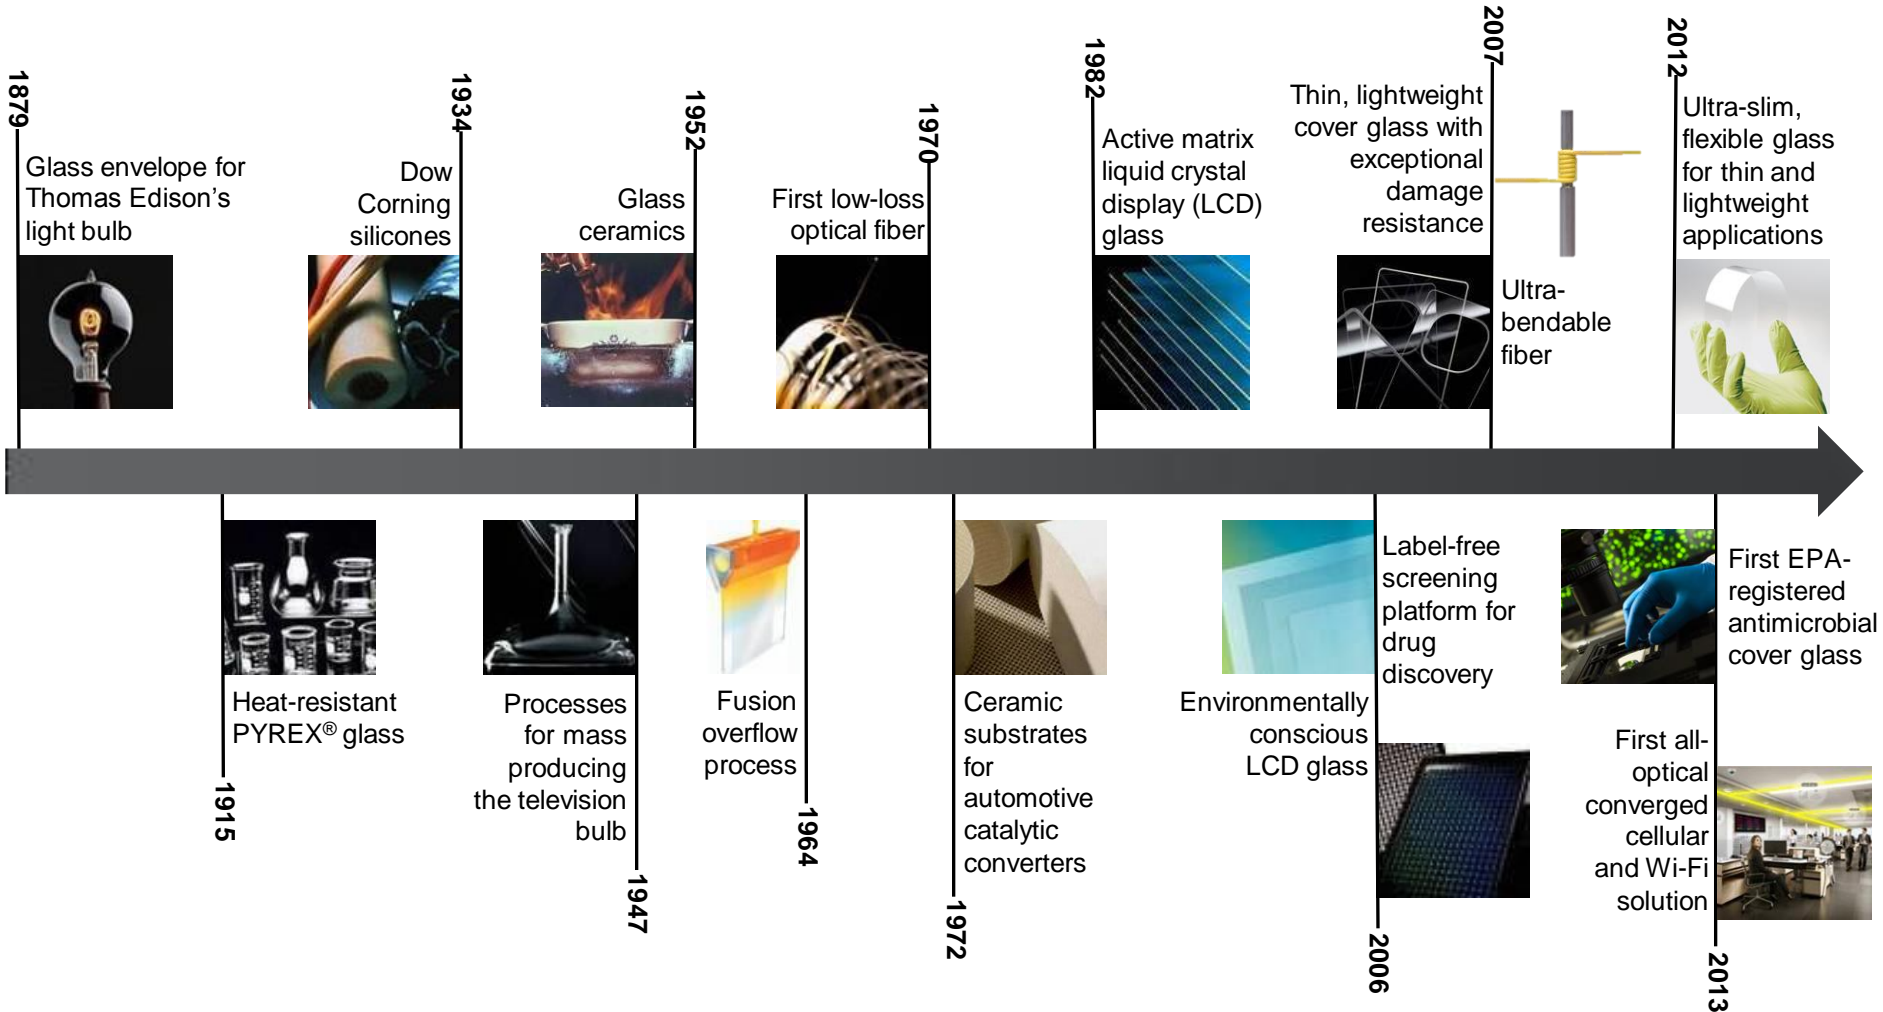 1879
Glass envelope for
Thomas Edison’s
light bulb
1934
Dow
Corning
silicones
1952
Glass
ceramics
1970
First low-loss
optical fiber
1982
Active matrix
liquid crystal
display (LCD)
glass
2007
Thin, lightweight
cover glass with
exceptional
damage
resistance
Ultra-
bendable
fiber
2012
Ultra-slim,
flexible glass
for thin and
lightweight
applications
Heat-resistant
PYREX® glass
1915
Processes
for mass
producing
the television
bulb
1947
Fusion
overflow
process
1964
Ceramic
substrates
for
automotive
catalytic
converters
1972
Environmentally
conscious
LCD glass
Label-free
screening
platform for
drug
discovery
2006
First EPA-
registered
antimicrobial
cover glass
First all-
optical
converged
cellular
and Wi-Fi
solution
2013